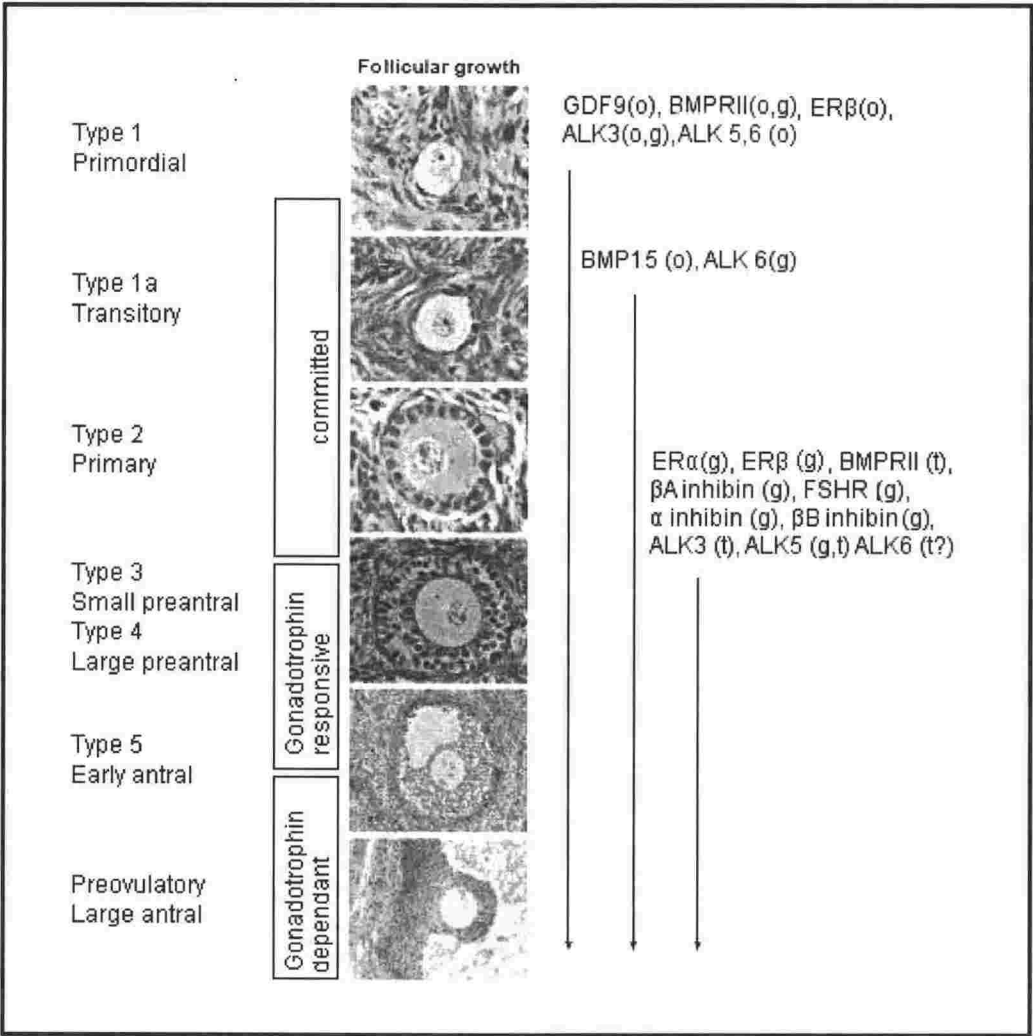 Follicular growth
Type 1
Primordial
Type 1a
Transitory
Type 2
Primary
Type 3
Small preantral
Type 4
Large preantral
Type 5
Early antral
Preovulatory
Large antral
committed
Gonadotrophin
responsive
Gonadotrophin
dependant
GDF9(o), BMPRII(o,g), ERβ(o),
ALK3(o,g),ALK 5,6 (o)
BMP15 (o), ALK 6(g)
ERα(g), ERβ (g), BMPRII (t),
βA inhibin (g), FSHR (g),
α inhibin (g), βB inhibin (g),
ALK3 (t), ALK5 (g,t) ALK6 (t?)